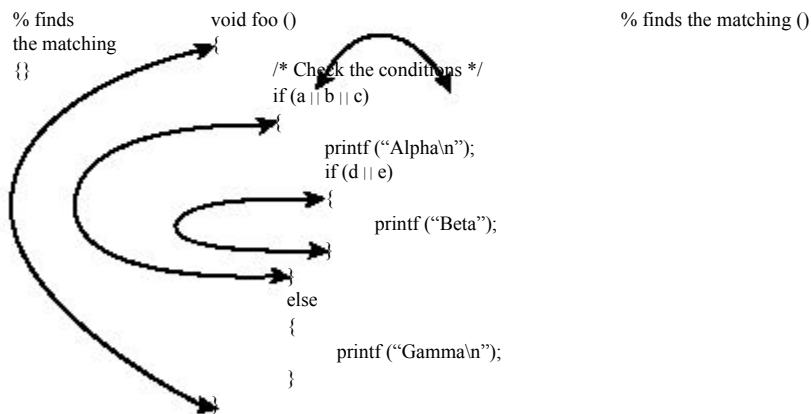 % finds
the matching
{}
void foo ()
{
/* Check the conditions */
if (a || b || c)
{
printf (“Alpha\n”);
if (d || e)
{
printf (“Beta”);
}
}
else
{
printf (“Gamma\n”);
}
}
% finds the matching ()